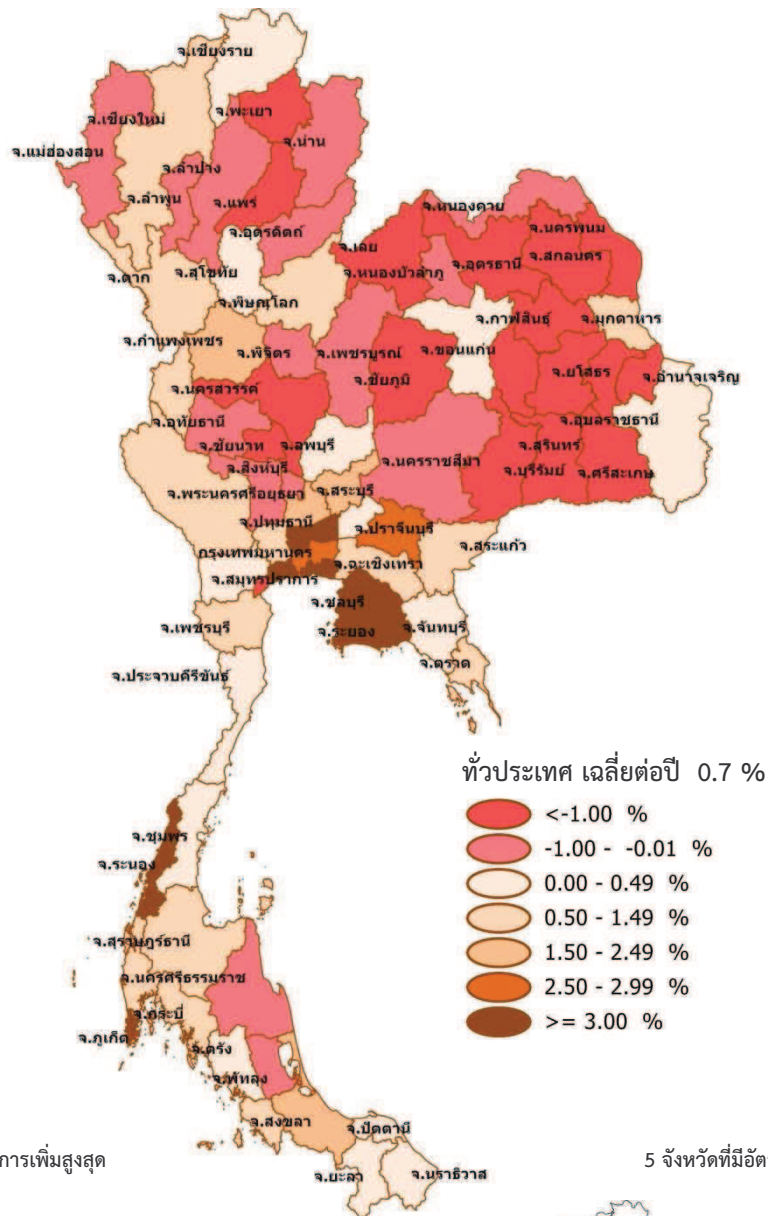 จ.เชียงราย
จ.พะเยา
จ.เชียงใหม่
จ.น่าน
จ.แม่ฮ่องสอน
จ.ลำปาง
จ.ลำพูน
จ.แพร่
จ.หนองคาย
จ.นครพนม
จ.อุตรดิตถ์
จ.เลย
จ.อุดรธานี
จ.สกลนคร
จ.ตาก
จ.สุโขทัย
จ.หนองบัวลำภู
จ.พิษณุโลก
จ.กาฬสินธุ์
จ.มุกดาหาร
จ.กำแพงเพชร
จ.พิจิตร
จ.เพชรบูรณ์
จ.ขอนแก่น
จ.ชัยภูมิ
จ.ยโสธร
จ.อำนาจเจริญ
จ.นครสวรรค์
จ.อุทัยธานี
จ.อุบลราชธานี
จ.ชัยนาท
จ.ลพบุรี
จ.นครราชสีมา
จ.สุรินทร์
จ.สิงห์บุรี
จ.บุรีรัมย์
จ.ศรีสะเกษ
จ.พระนครศรีอยุธยา
จ.สระบุรี
จ.ปทุมธานี
จ.ปราจีนบุรี
จ.สระแก้ว
กรุงเทพมหานคร
จ.ฉะเชิงเทรา
จ.สมุทรปราการ
จ.ชลบุรี
จ.เพชรบุรี
จ.ระยอง
จ.จันทบุรี
จ.ตราด
จ.ประจวบคีรีขันธ์
ทั่วประเทศ เฉลี่ยต่อปี 0.7 %
<-1.00 %
-1.00 - -0.01 %
0.00 - 0.49 %
0.50 - 1.49 %
1.50 - 2.49 %
2.50 - 2.99 %
>= 3.00 %
จ.ชุมพร
จ.ระนอง
จ.สุราษฎร์ธานี
จ.นครศรีธรรมราช
จ.กระบี่
จ.ภูเก็ต
จ.ตรัง
จ.พัทลุง
จ.สงขลา
จ.ปัตตานี
การเพิ่มสูงสุด
5 จังหวัดที่มีอัต
จ.ยะลา
จ.นราธิวาส